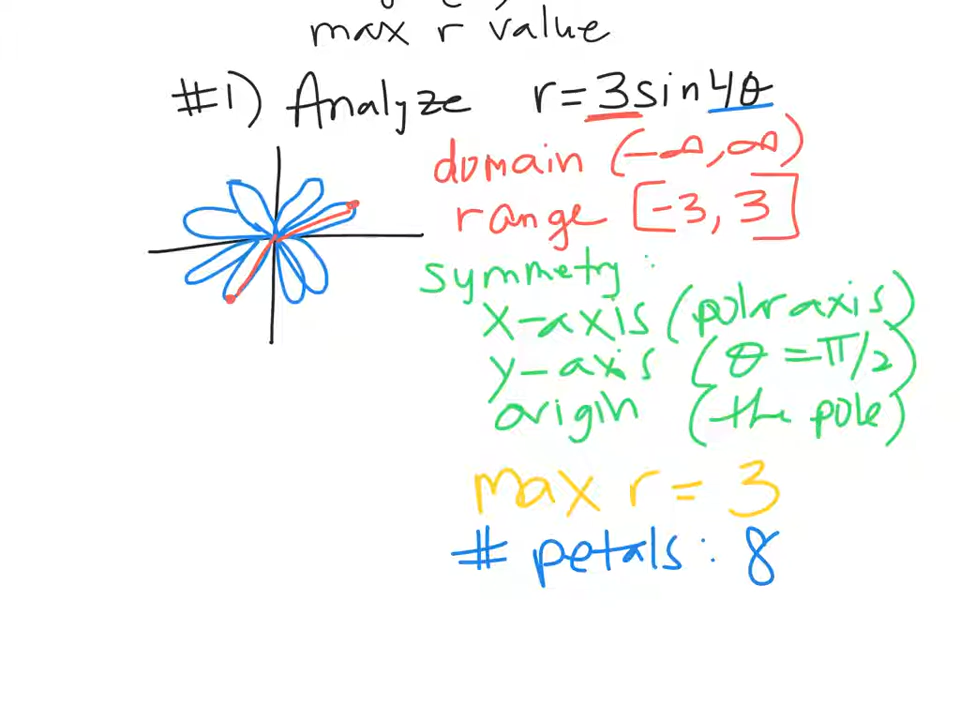 max r value
#1) Analyze r=3sin4θ
domain (-∞,∞)
range [-3, 3]
symmetry:
x-axis (polar axis)
y-axis (θ=π/2)
origin (the pole)
max r = 3
# petals: 8